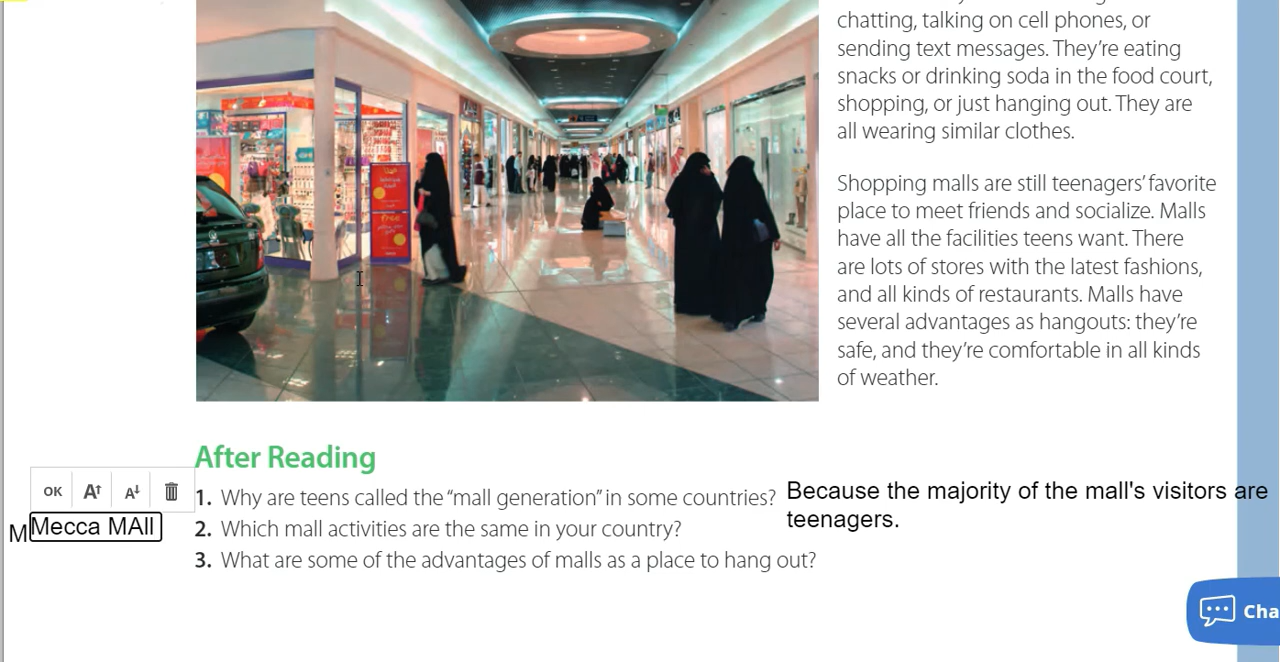 chatting, talking on cell phones, or
sending text messages. They're eating
snacks or drinking soda in the food court,
shopping, or just hanging out. They are
all wearing similar clothes.
Shopping malls are still teenagers' favorite
place to meet friends and socialize. Malls
have all the facilities teens want. There
are lots of stores with the latest fashions,
and all kinds of restaurants. Malls have
several advantages as hangouts: they're
safe, and they're comfortable in all kinds
of weather.
free
After Reading
OK A A
1. Why are teens called the "mall generation" in some countries?
Because the majority of the mall's visitors are
teenagers.
M
Mecca MAll
2. Which mall activities are the same in your country?
3. What are some of the advantages of malls as a place to hang out?
Cha